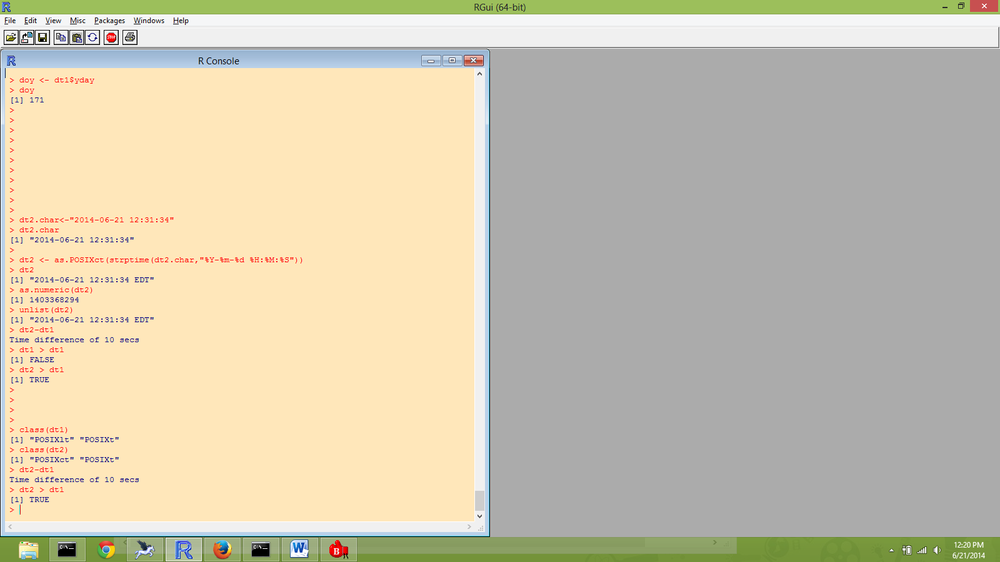 RGui (64-bit)
File Edit View Misc Packages Windows Help
STOP
R Console
> doy <- dt1$yday
> doy
[1] 171
>
>
>
>
>
>
>
>
>
>
>
> dt2.char<-"2014-06-21 12:31:34"
> dt2.char
[1] "2014-06-21 12:31:34"
>
> dt2 <- as.POSIXct(strptime(dt2.char,"%Y-%m-%d %H:%M:%S"))
> dt2
[1] "2014-06-21 12:31:34 EDT"
> as.numeric(dt2)
[1] 1403368294
> unlist(dt2)
[1] "2014-06-21 12:31:34 EDT"
> dt2-dt1
Time difference of 10 secs
> dt1 > dt1
[1] FALSE
> dt2 > dt1
[1] TRUE
>
>
>
>
> class(dt1)
[1] "POSIXlt" "POSIXt"
> class(dt2)
[1] "POSIXct" "POSIXt"
> dt2-dt1
Time difference of 10 secs
> dt2 > dt1
[1] TRUE
>
12:20 PM
6/21/2014